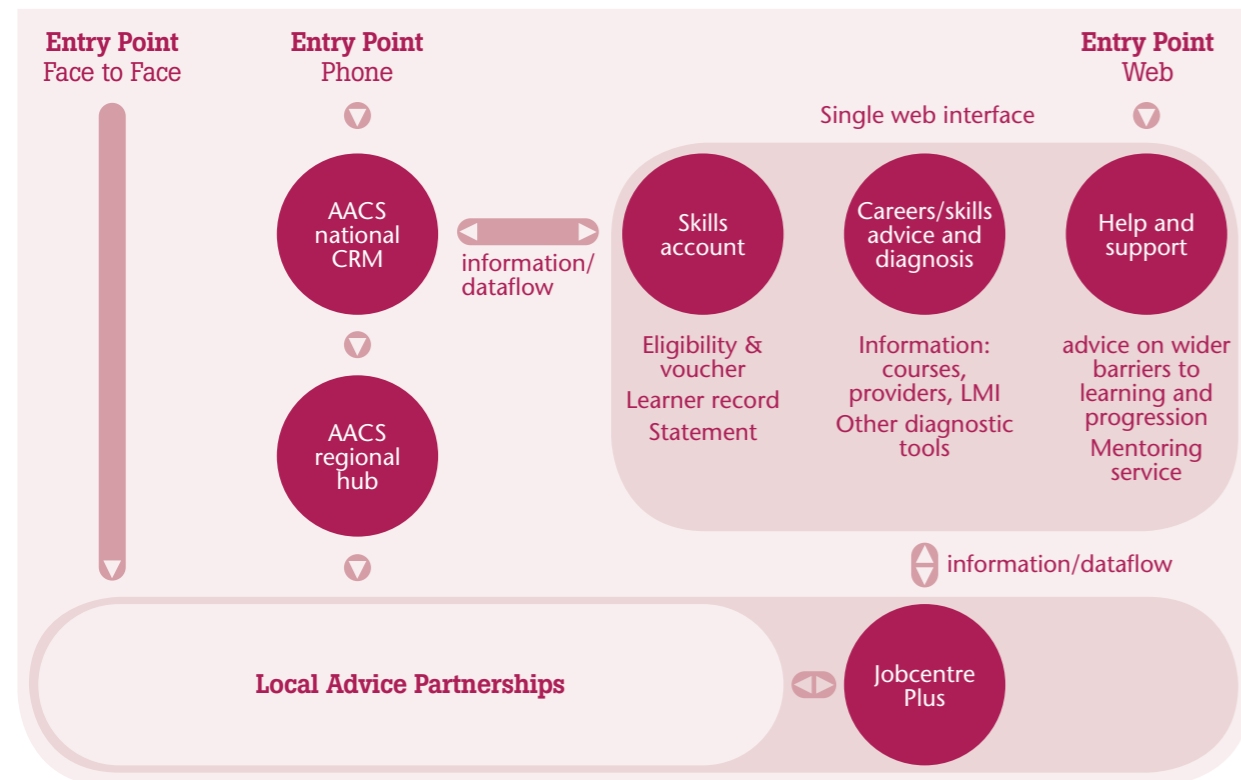 Entry Point
Face to Face
Entry Point
Phone
Entry Point
Web
Single web interface
AACS
national
CRM
information/
dataflow
Skills
account
Careers/skills
advice and
diagnosis
Help and
support
Eligibility &
voucher
Learner record
Statement
Information:
courses,
providers, LMI
Other diagnostic
tools
advice on wider
barriers to
learning and
progression
Mentoring
service
AACS
regional
hub
information/dataflow
Local Advice Partnerships
Jobcentre
Plus